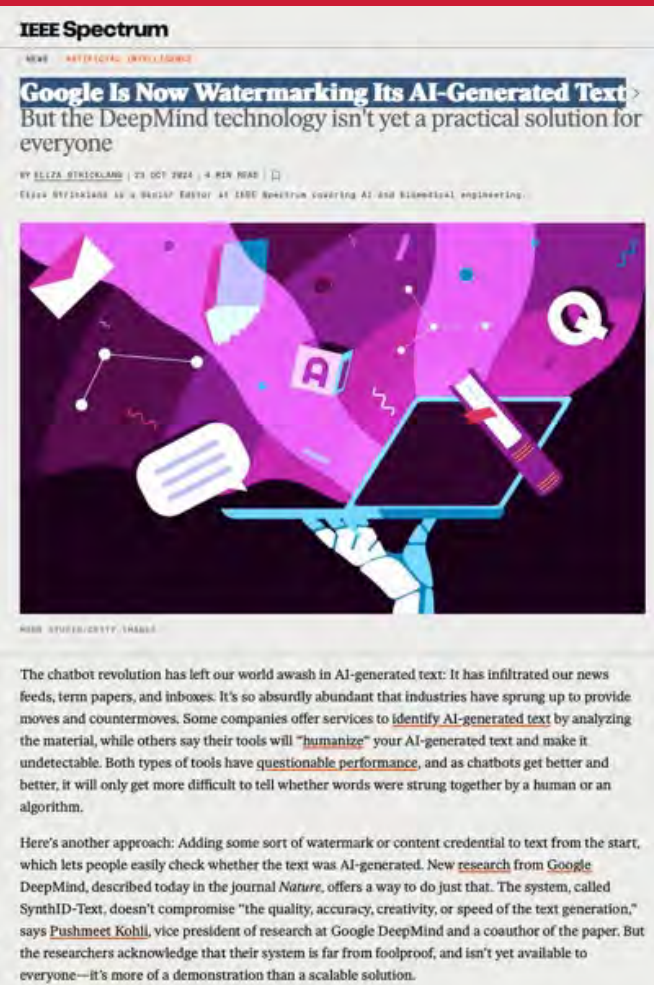 IEEE Spectrum
NEWS ARTIFICIAL INTELLIGENCE
Google Is Now Watermarking Its AI-Generated Text >
But the DeepMind technology isn't yet a practical solution for
everyone
BY ELIZA STRICKLAND | 23 OCT 2024 | 4 MIN READ |
Eliza Strickland is a Senior Editor at IEEE Spectrum covering AI and biomedical engineering.
A
Q
MOOR STUDIO/GETTY IMAGES
The chatbot revolution has left our world awash in AI-generated text: It has infiltrated our news
feeds, term papers, and inboxes. It's so absurdly abundant that industries have sprung up to provide
moves and countermoves. Some companies offer services to identify AI-generated text by analyzing
the material, while others say their tools will "humanize" your AI-generated text and make it
undetectable. Both types of tools have questionable performance, and as chatbots get better and
better, it will only get more difficult to tell whether words were strung together by a human or an
algorithm.
Here's another approach: Adding some sort of watermark or content credential to text from the start,
which lets people easily check whether the text was AI-generated. New research from Google
DeepMind, described today in the journal Nature, offers a way to do just that. The system, called
SynthID-Text, doesn't compromise "the quality, accuracy, creativity, or speed of the text generation,"
says Pushmeet Kohli, vice president of research at Google DeepMind and a coauthor of the paper. But
the researchers acknowledge that their system is far from foolproof, and isn't yet available to
everyone—it's more of a demonstration than a scalable solution.